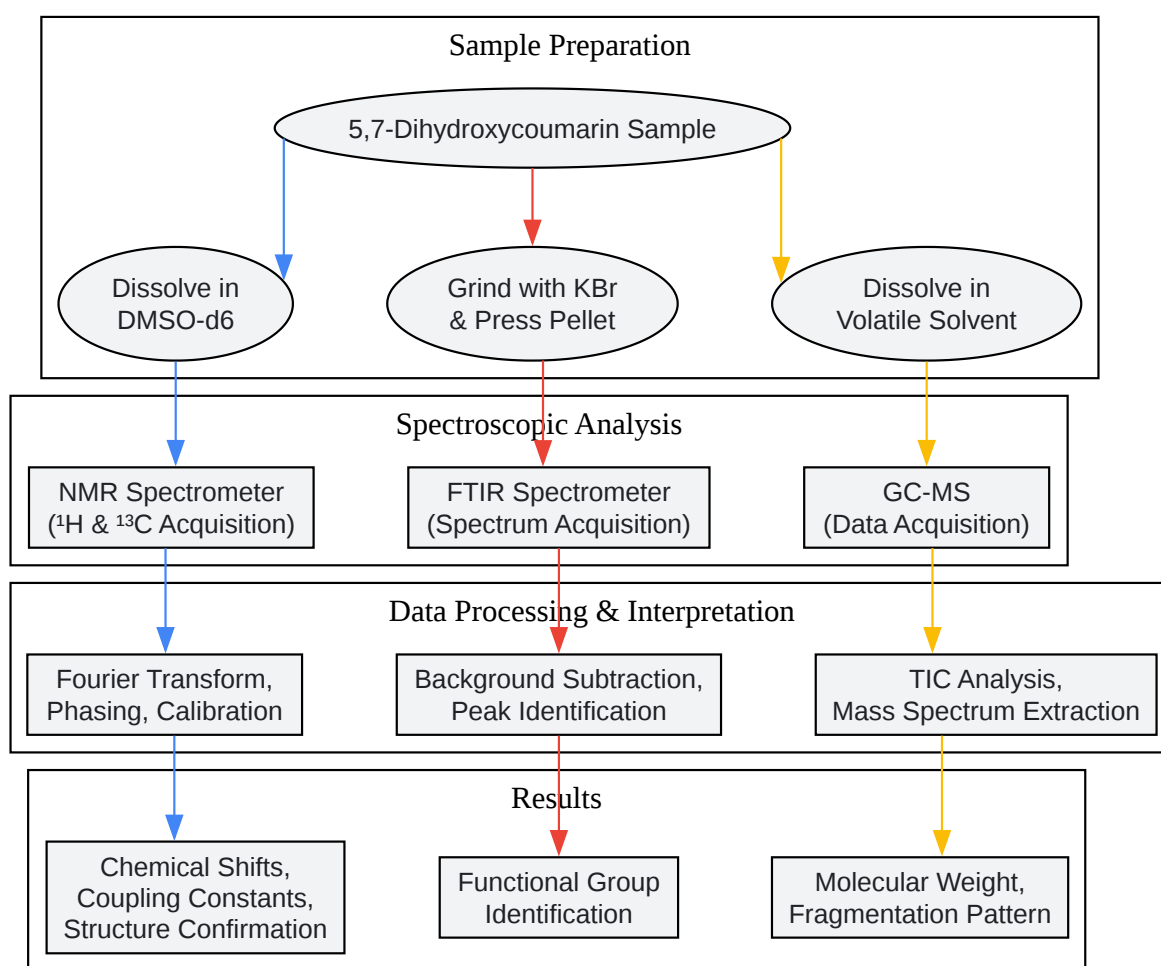 Sample Preparation
5,7-Dihydroxycoumarin Sample
Dissolve in
DMSO-d6
Grind with KBr
& Press Pellet
Dissolve in
Volatile Solvent
Spectroscopic Analysis
NMR Spectrometer
(¹H & ¹³C Acquisition)
FTIR Spectrometer
(Spectrum Acquisition)
GC-MS
(Data Acquisition)
Data Processing & Interpretation
Fourier Transform,
Phasing, Calibration
Background Subtraction,
Peak Identification
TIC Analysis,
Mass Spectrum Extraction
Results
Chemical Shifts,
Coupling Constants,
Structure Confirmation
Functional Group
Identification
Molecular Weight,
Fragmentation Pattern